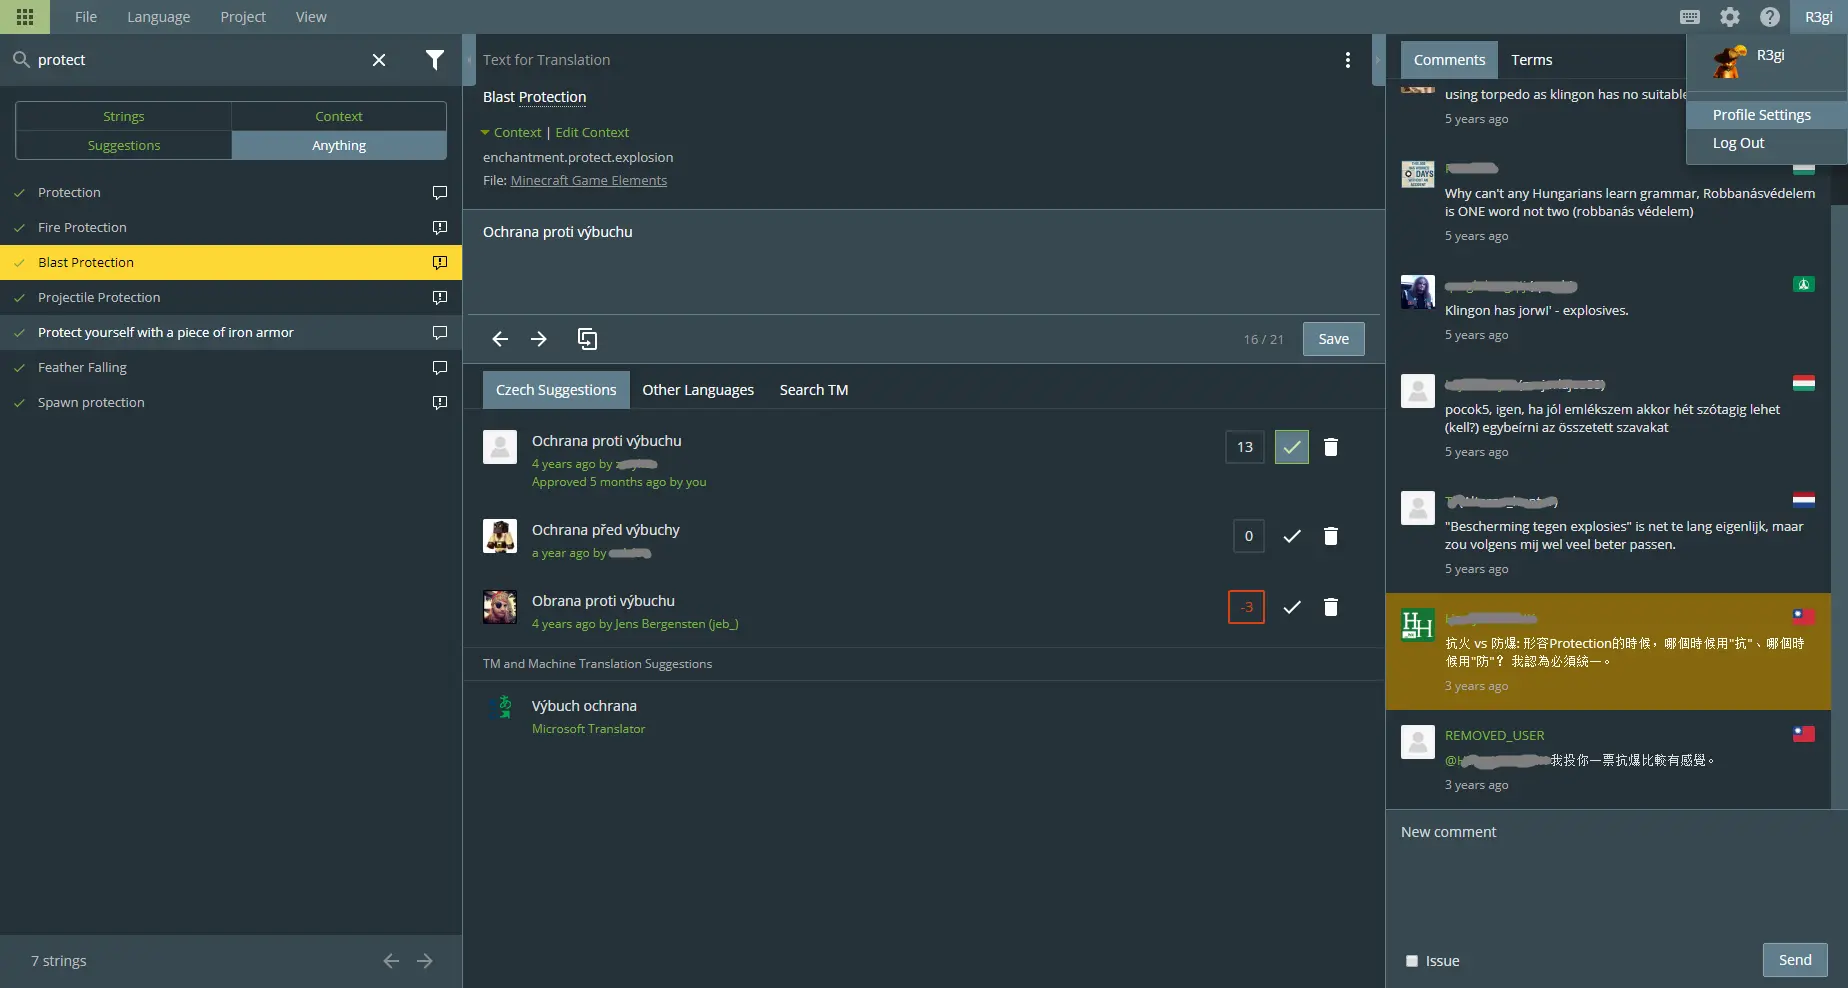 File
Language
Project
View
R3gi
R3gi
Profile Settings
Log Out
protect
Strings
Context
Suggestions
Anything
Protection
Fire Protection
Blast Protection
Projectile Protection
Protect yourself with a piece of iron armor
Feather Falling
Spawn protection
7 strings
Text for Translation
Blast Protection
Context | Edit Context
enchantment.protect.explosion
File: Minecraft Game Elements
Ochrana proti výbuchu
16 / 21
Save
Czech Suggestions
Other Languages
Search TM
Ochrana proti výbuchu
4 years ago by
Approved 5 months ago by you
13
Ochrana před výbuchy
a year ago by
0
Obrana proti výbuchu
4 years ago by Jens Bergensten (jeb_)
-3
TM and Machine Translation Suggestions
Výbuch ochrana
Microsoft Translator
Comments
Terms
using torpedo as klingon has no suitable
5 years ago
Why can't any Hungarians learn grammar, Robbanásvédelem
is ONE word not two (robbanás védelem)
5 years ago
Klingon has jorwI' - explosives.
5 years ago
pocok5, igen, ha jól emlékszem akkor hét szótagig lehet
(kell?) egybeírni az összetett szavakat
5 years ago
"Bescherming tegen explosies" is net te lang eigenlijk, maar
zou volgens mij wel veel beter passen.
5 years ago
抗火 vs 防爆: 形容Protection的時候，哪個時候用"抗"、哪個時
候用"防"？ 我認為必須統一。
3 years ago
REMOVED_USER
我投你一票抗爆比較有感覺。
3 years ago
New comment
Issue
Send